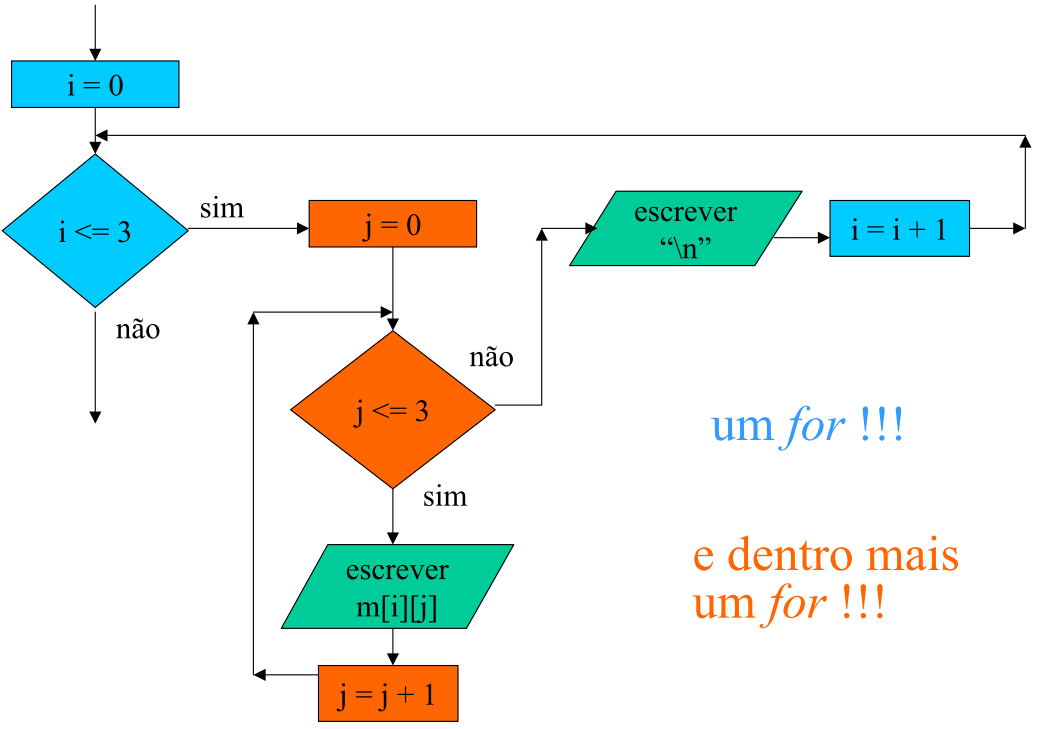 i = 0
i <= 3
sim
não
j = 0
j <= 3
não
sim
escrever
m[i][j]
j = j + 1
escrever
“\n”
i = i + 1
um for !!!
e dentro mais
um for !!!